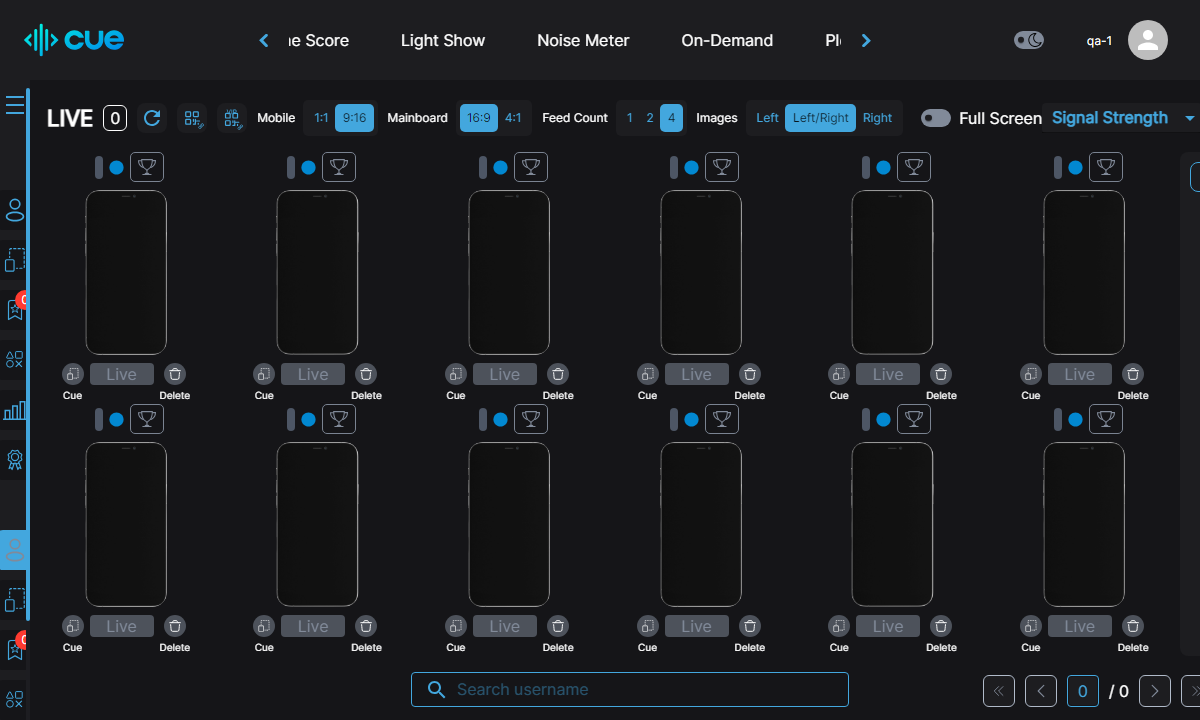 cue
ne Score Light Show Noise Meter On-Demand
qa-1
LIVE 0 Mobile 1:1 9:16 Mainboard 16:9 4:1 Feed Count 1 2 4 Images Left Left/Right Right Full Screen Signal Strength
Live Live Live Live Live Live
Cue Delete Cue Delete Cue Delete Cue Delete Cue Delete Cue Delete
Live Live Live Live Live Live
Cue Delete Cue Delete Cue Delete Cue Delete Cue Delete Cue Delete
Search username
0 / 0